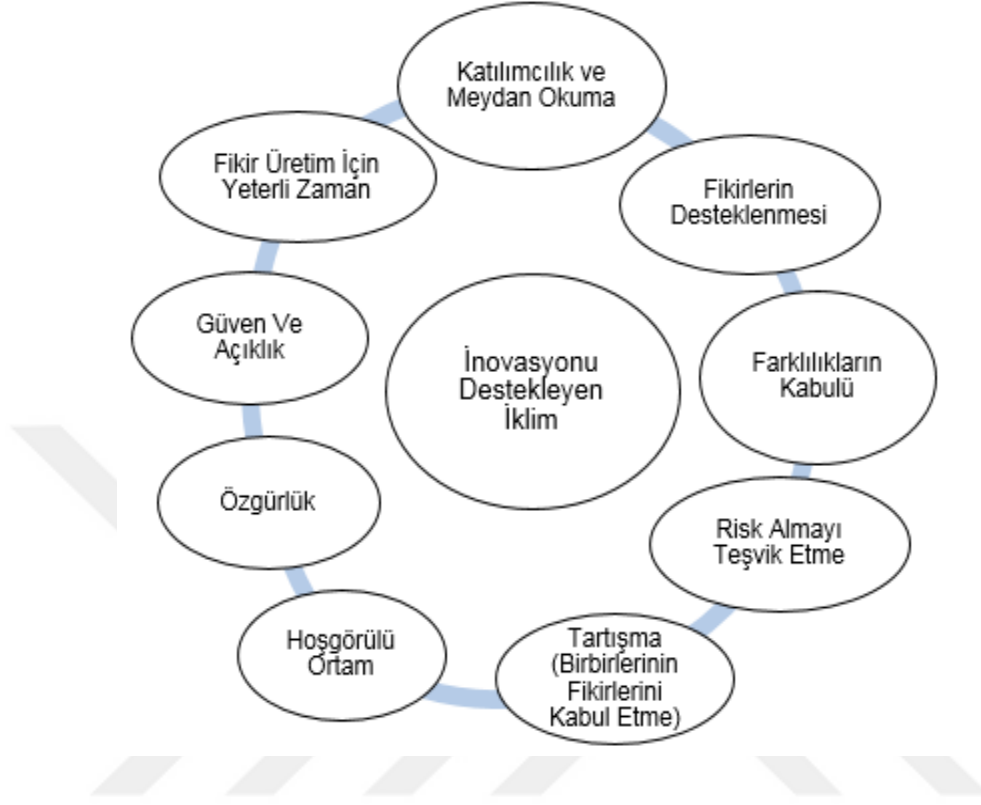 Katılımcılık ve
Meydan Okuma
Fikirlerin
Desteklenmesi
Farklılıkların
Kabulü
Risk Almayı
Teşvik Etme
Tartışma
(Birbirlerinin
Fikirlerini
Kabul Etme)
Hoşgörülü
Ortam
Özgürlük
Güven Ve
Açıklık
Fikir Üretim İçin
Yeterli Zaman
İnovasyonu
Destekleyen
İklim